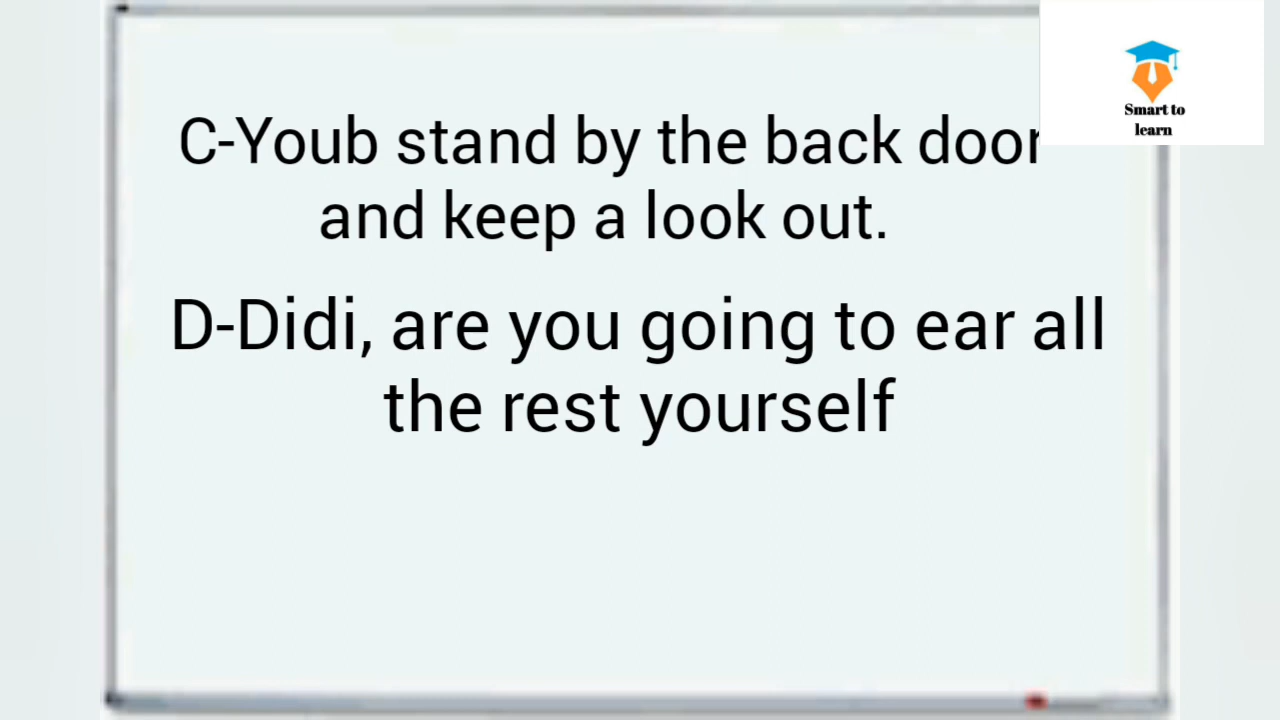 Smart to
learn
C-Youb stand by the back door
and keep a look out.
D-Didi, are you going to ear all
the rest yourself